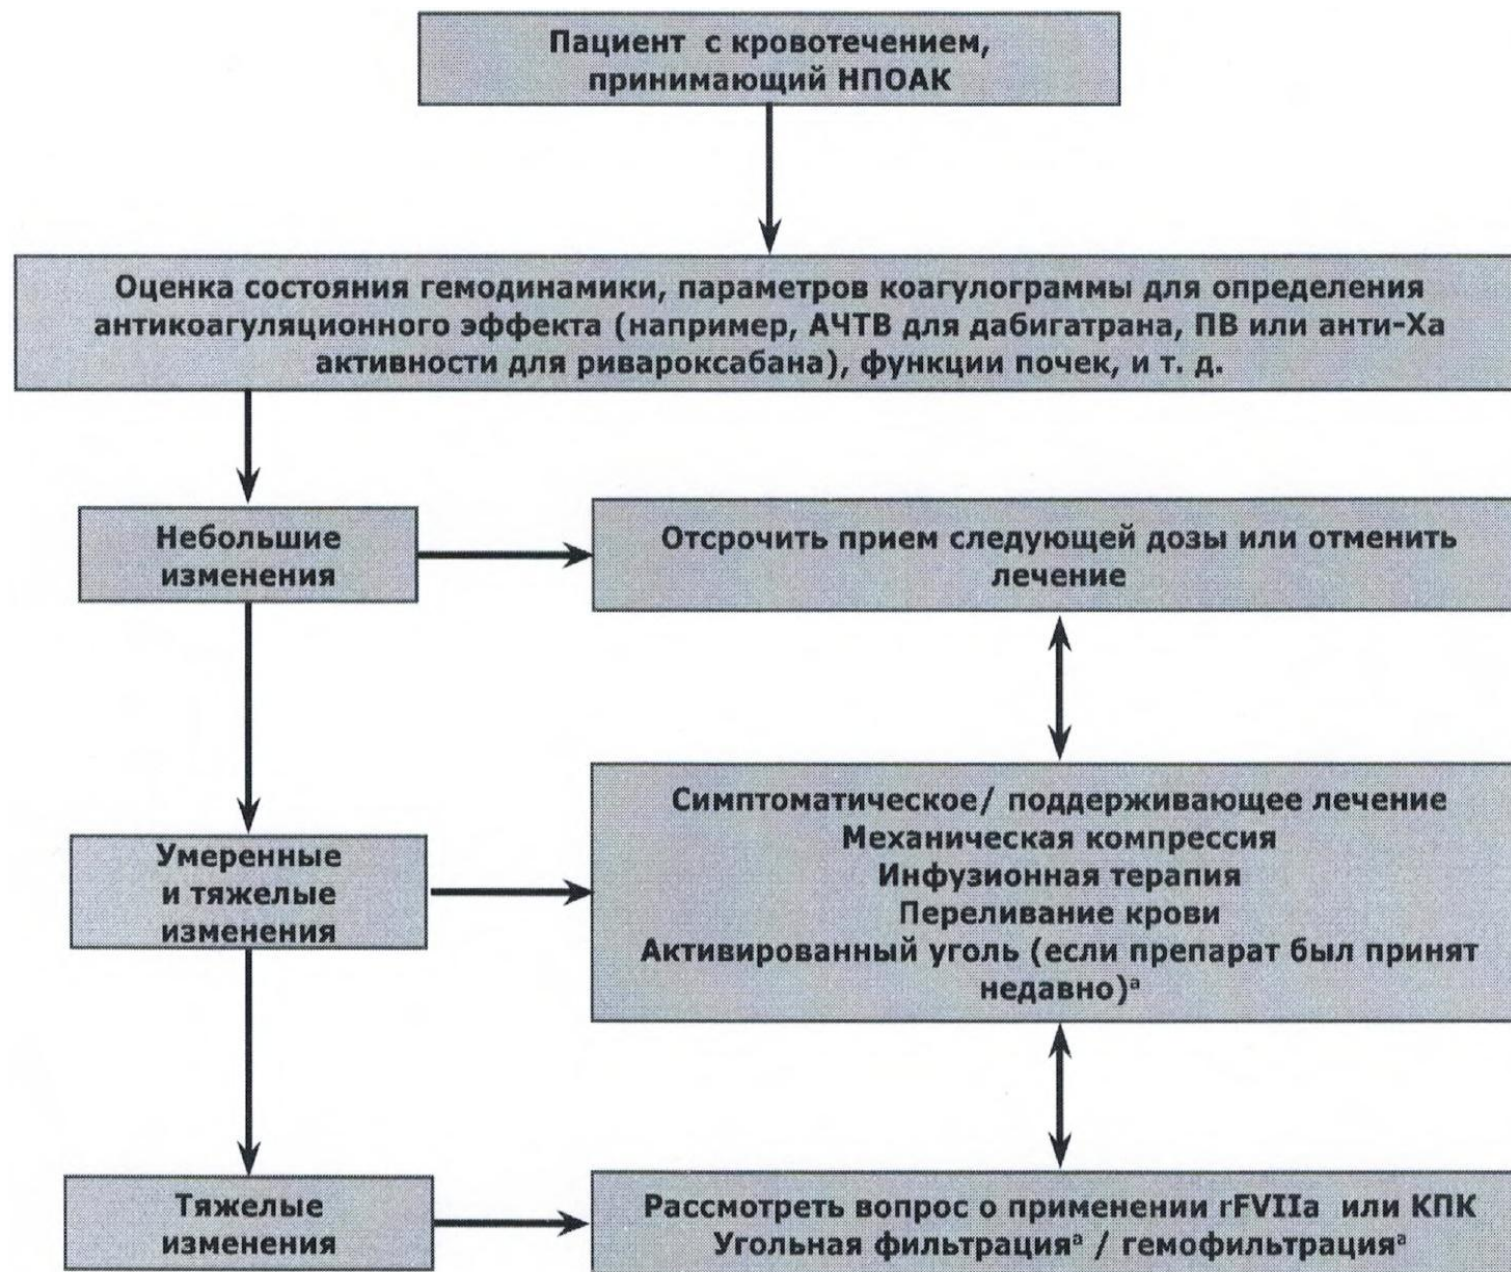 Пациент с кровотечением,
принимающий НПОАК
Оценка состояния гемодинамики, параметров коагулограммы для определения
антикоагуляционного эффекта (например, АЧТВ для дабигатрана, ПВ или анти-Ха
активности для ривароксабана), функции почек, и т. д.
Небольшие
изменения
Отсрочить прием следующей дозы или отменить
лечение
Умеренные
и тяжелые
изменения
Симптоматическое/ поддерживающее лечение
Механическая компрессия
Инфузионная терапия
Переливание крови
Активированный уголь (если препарат был принят
недавно)ᵃ
Тяжелые
изменения
Рассмотреть вопрос о применении rFVIIa или КПК
Угольная фильтрацияᵃ / гемофильтрацияᵃ